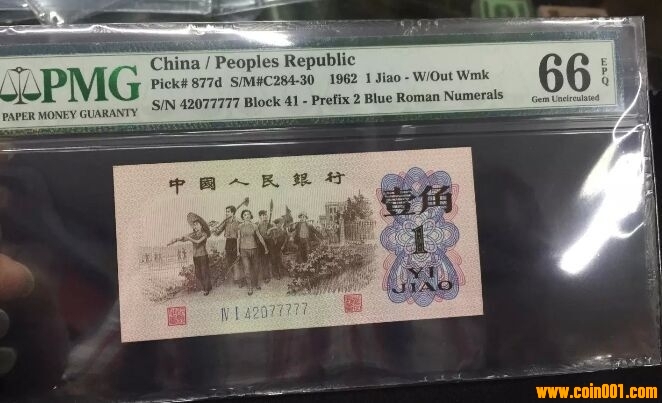 PMG
PAPER MONEY GUARANTY
China / Peoples Republic
Pick# 877d S/M#C284-30 1962 1 Jiao - W/Out Wmk
S/N 42077777 Block 41 - Prefix 2 Blue Roman Numerals
66 EPQ
Gem Uncirculated
中國人民銀行
壹角
1
YI
JIAO
IV I 42077777
www.coin001.com